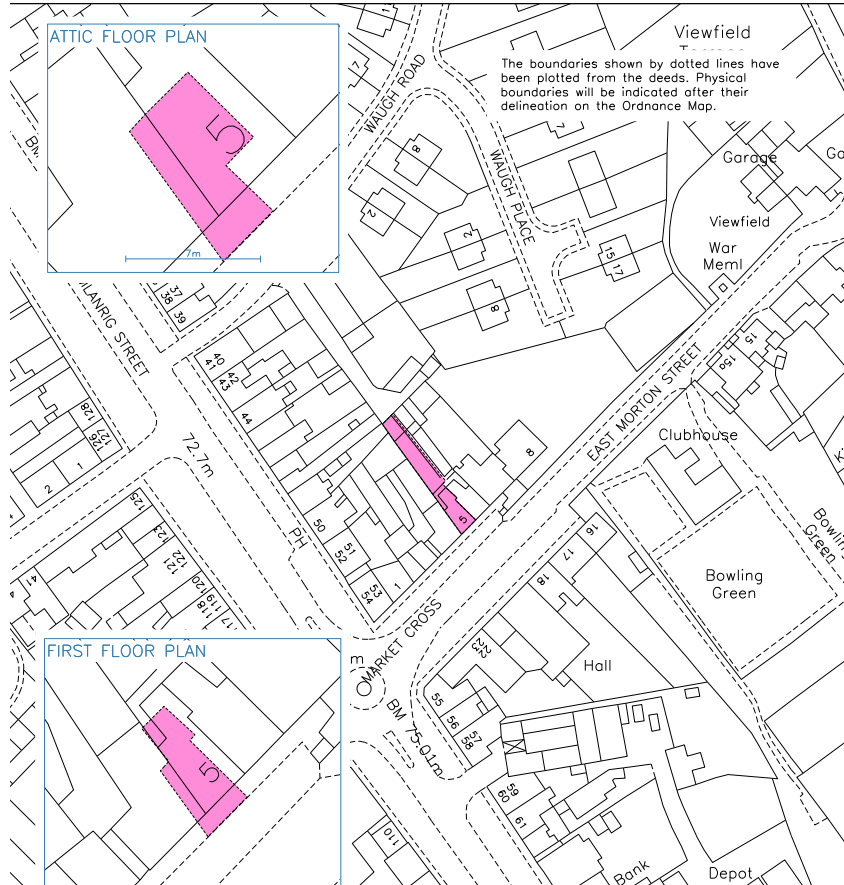 ATTIC FLOOR PLAN
5
7m
Viewfield
The boundaries shown by dotted lines have
been plotted from the deeds. Physical
boundaries will be indicated after their
delineation on the Ordnance Map.
WAUGH ROAD
WAUGH PLACE
Garage
Viewfield
War
Meml
11
7
8
2
2
8
7
15 17
BM
37
38
39
40
41
42
43
44
128
127
126
1
2
72.7m
PH
50
51
52
53
54
1
5
8
EAST MORTON STREET
15
15a
Clubhouse
Bowling
Green
Bowling
Green
16
17
18
Hall
125
123
122
121
120
119
118
MARKET CROSS
BM 75.01m
55
56
57
58
59
60
61
110
Bank
Depot
FIRST FLOOR PLAN
5